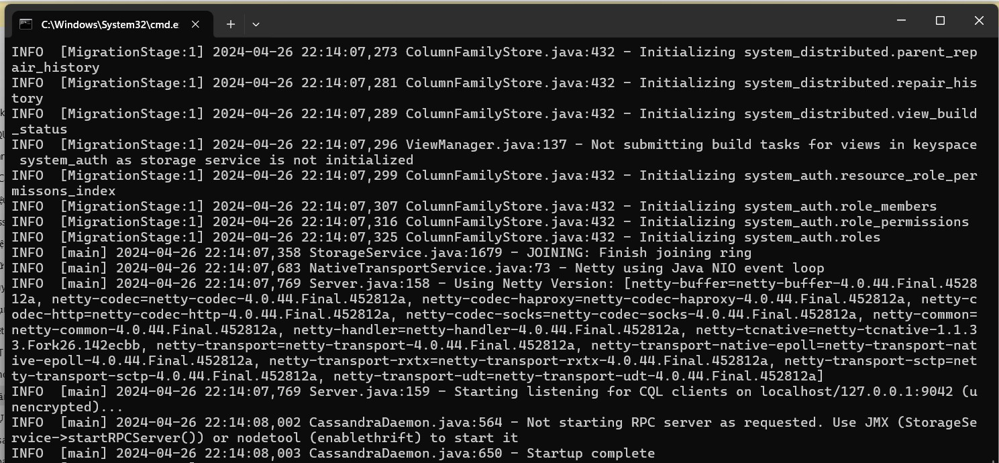 C:\Windows\System32\cmd.e
INFO  [MigrationStage:1] 2024-04-26 22:14:07,273 ColumnFamilyStore.java:432 - Initializing system_distributed.parent_rep
air_history
INFO  [MigrationStage:1] 2024-04-26 22:14:07,281 ColumnFamilyStore.java:432 - Initializing system_distributed.repair_his
tory
INFO  [MigrationStage:1] 2024-04-26 22:14:07,289 ColumnFamilyStore.java:432 - Initializing system_distributed.view_build
_status
INFO  [MigrationStage:1] 2024-04-26 22:14:07,296 ViewManager.java:137 - Not submitting build tasks for views in keyspace
 system_auth as storage service is not initialized
INFO  [MigrationStage:1] 2024-04-26 22:14:07,299 ColumnFamilyStore.java:432 - Initializing system_auth.resource_role_per
missons_index
INFO  [MigrationStage:1] 2024-04-26 22:14:07,307 ColumnFamilyStore.java:432 - Initializing system_auth.role_members
INFO  [MigrationStage:1] 2024-04-26 22:14:07,316 ColumnFamilyStore.java:432 - Initializing system_auth.role_permissions
INFO  [MigrationStage:1] 2024-04-26 22:14:07,325 ColumnFamilyStore.java:432 - Initializing system_auth.roles
INFO  [main] 2024-04-26 22:14:07,358 StorageService.java:1679 - JOINING: Finish joining ring
INFO  [main] 2024-04-26 22:14:07,683 NativeTransportService.java:73 - Netty using Java NIO event loop
INFO  [main] 2024-04-26 22:14:07,769 Server.java:158 - Using Netty Version: [netty-buffer=netty-buffer-4.0.44.Final.4528
12a, netty-codec=netty-codec-4.0.44.Final.452812a, netty-codec-haproxy=netty-codec-haproxy-4.0.44.Final.452812a, netty-c
odec-http=netty-codec-http-4.0.44.Final.452812a, netty-codec-socks=netty-codec-socks-4.0.44.Final.452812a, netty-common=
netty-common-4.0.44.Final.452812a, netty-handler=netty-handler-4.0.44.Final.452812a, netty-tcnative=netty-tcnative-1.1.3
3.Fork26.142ecbb, netty-transport=netty-transport-4.0.44.Final.452812a, netty-transport-native-epoll=netty-transport-nat
ive-epoll-4.0.44.Final.452812a, netty-transport-rxtx=netty-transport-rxtx-4.0.44.Final.452812a, netty-transport-sctp=net
ty-transport-sctp-4.0.44.Final.452812a, netty-transport-udt=netty-transport-udt-4.0.44.Final.452812a]
INFO  [main] 2024-04-26 22:14:07,769 Server.java:159 - Starting listening for CQL clients on localhost/127.0.0.1:9042 (u
nencrypted)...
INFO  [main] 2024-04-26 22:14:08,002 CassandraDaemon.java:564 - Not starting RPC server as requested. Use JMX (StorageSe
rvice->startRPCServer()) or nodetool (enablethrift) to start it
INFO  [main] 2024-04-26 22:14:08,003 CassandraDaemon.java:650 - Startup complete